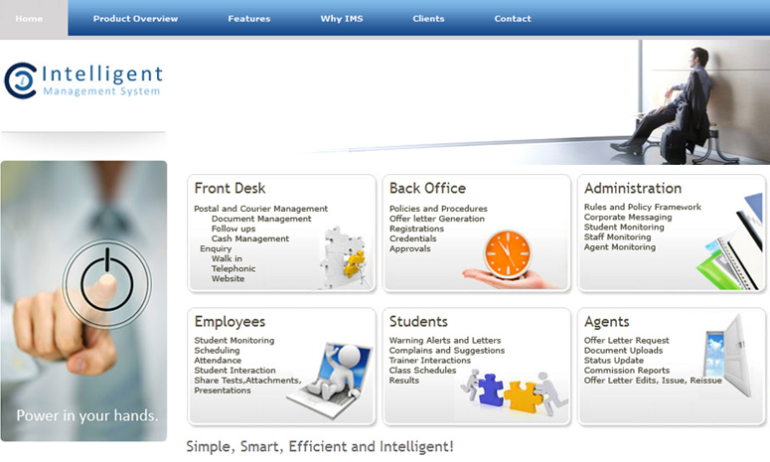 Home Product Overview Features Why IMS Clients Contact
Intelligent
Management System
Front Desk
Postal and Courier Management
Document Management
Follow ups
Cash Management
Enquiry
Walk in
Telephonic
Website
Back Office
Policies and Procedures
Offer letter Generation
Registrations
Credentials
Approvals
Administration
Rules and Policy Framework
Corporate Messaging
Student Monitoring
Staff Monitoring
Agent Monitoring
Employees
Student Monitoring
Scheduling
Attendance
Student Interaction
Share Tests,Attachments,
Presentations
Students
Warning Alerts and Letters
Complains and Suggestions
Trainer Interactions
Class Schedules
Results
Agents
Offer Letter Request
Document Uploads
Status Update
Commission Reports
Offer Letter Edits, Issue, Reissue
Power in your hands.
Simple, Smart, Efficient and Intelligent!